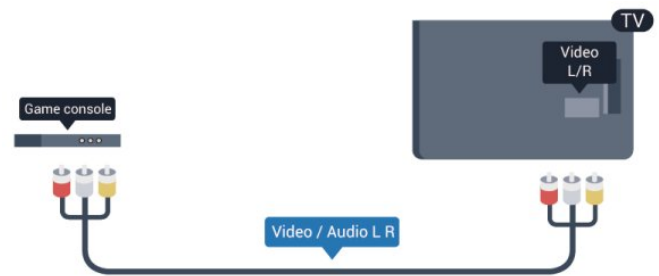 TV
Video
L/R
Game console
Video / Audio L R